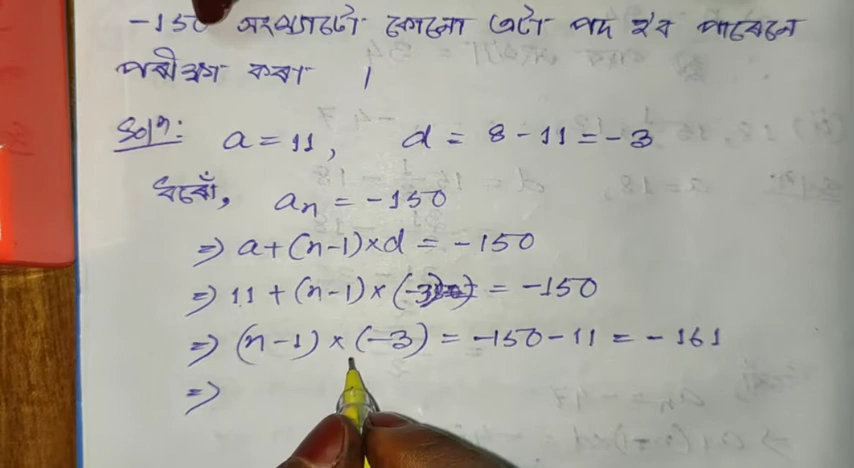 -150 সংখ্যাটো কোনো এটা পদ হ'ব পাৰেনে
পৰীক্ষা কৰা ।
Solⁿ: a = 11, d = 8 - 11 = -3
ধৰোঁ, aₙ = -150
⇒ a + (n-1) × d = -150
⇒ 11 + (n-1) × (-3) = -150
⇒ (n-1) × (-3) = -150 - 11 = -161
⇒